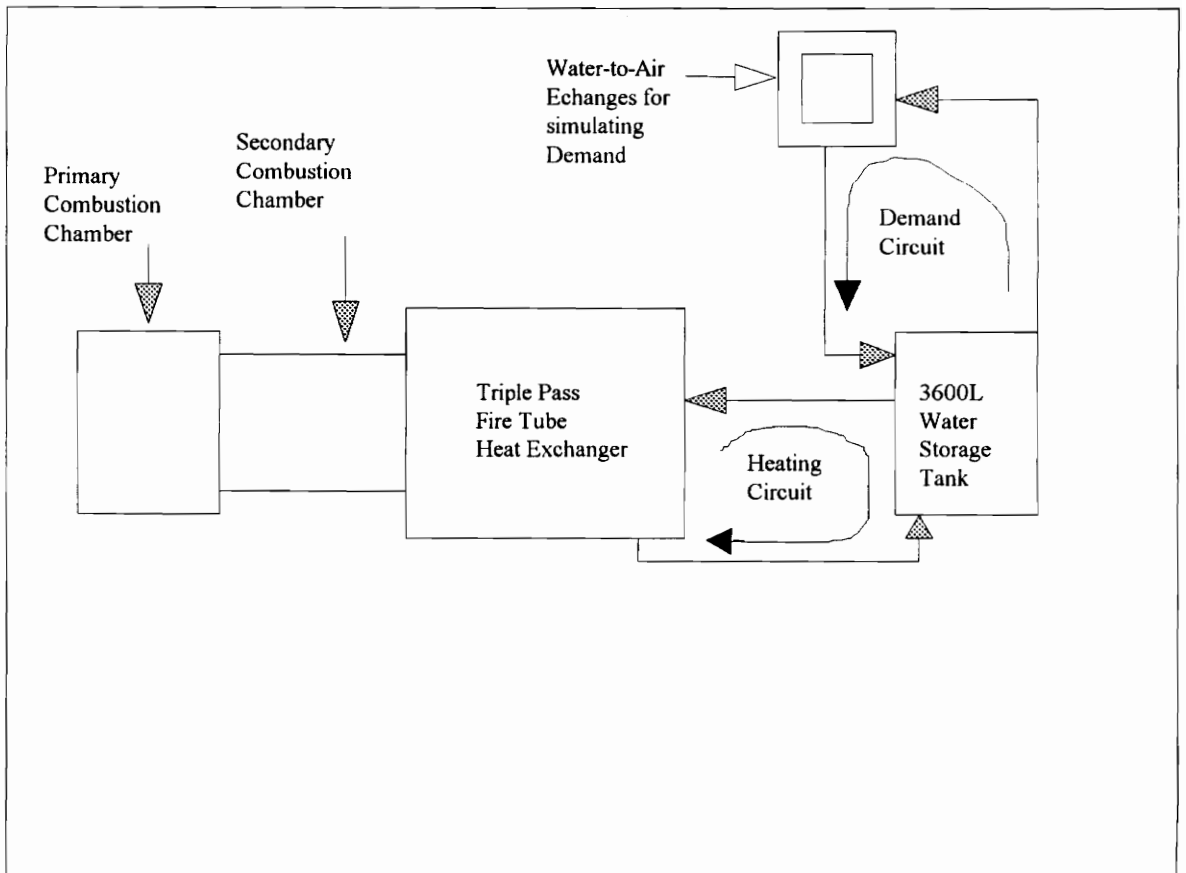 Primary
Combustion
Chamber
Secondary
Combustion
Chamber
Water-to-Air
Echanges for
simulating
Demand
Demand
Circuit
Triple Pass
Fire Tube
Heat Exchanger
Heating
Circuit
3600L
Water
Storage
Tank